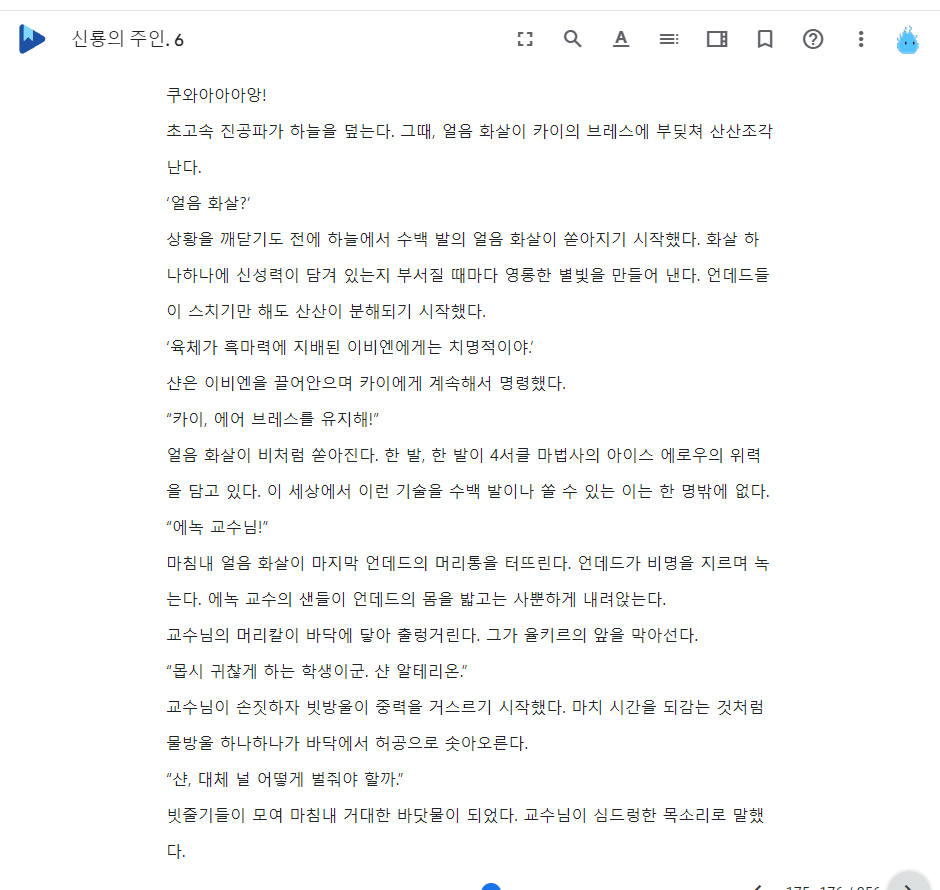 신룡의 주인. 6
쿠와아아아앙!
초고속 진공파가 하늘을 덮는다. 그때, 얼음 화살이 카이의 브레스에 부딪쳐 산산조각
난다.
‘얼음 화살?’
상황을 깨닫기도 전에 하늘에서 수백 발의 얼음 화살이 쏟아지기 시작했다. 화살 하
나하나에 신성력이 담겨 있는지 부서질 때마다 영롱한 별빛을 만들어 낸다. 언데드들
이 스치기만 해도 산산이 분해되기 시작했다.
‘육체가 흑마력에 지배된 이비엔에게는 치명적이야.’
샨은 이비엔을 끌어안으며 카이에게 계속해서 명령했다.
“카이, 에어 브레스를 유지해!”
얼음 화살이 비처럼 쏟아진다. 한 발, 한 발이 4서클 마법사의 아이스 에로우의 위력
을 담고 있다. 이 세상에서 이런 기술을 수백 발이나 쏠 수 있는 이는 한 명밖에 없다.
“에녹 교수님!”
마침내 얼음 화살이 마지막 언데드의 머리통을 터뜨린다. 언데드가 비명을 지르며 녹
는다. 에녹 교수의 샌들이 언데드의 몸을 밟고는 사뿐하게 내려앉는다.
교수님의 머리칼이 바닥에 닿아 출렁거린다. 그가 율키르의 앞을 막아선다.
“몹시 귀찮게 하는 학생이군. 샨 알테리온.”
교수님이 손짓하자 빗방울이 중력을 거스르기 시작했다. 마치 시간을 되감는 것처럼
물방울 하나하나가 바닥에서 허공으로 솟아오른다.
“샨, 대체 널 어떻게 벌줘야 할까.”
빗줄기들이 모여 마침내 거대한 바닷물이 되었다. 교수님이 심드렁한 목소리로 말했
다.